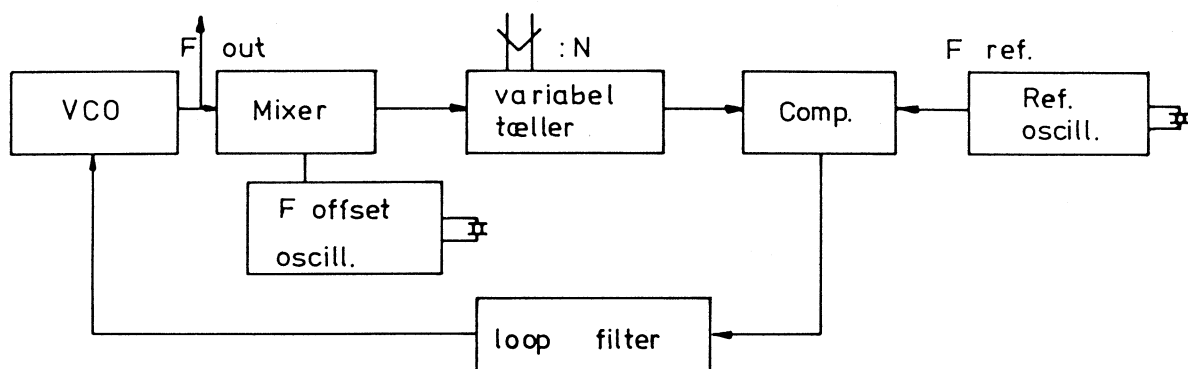 F out
: N
F ref.
VCO
Mixer
variabel
tæller
Comp.
Ref.
oscill.
F offset
oscill.
loop filter